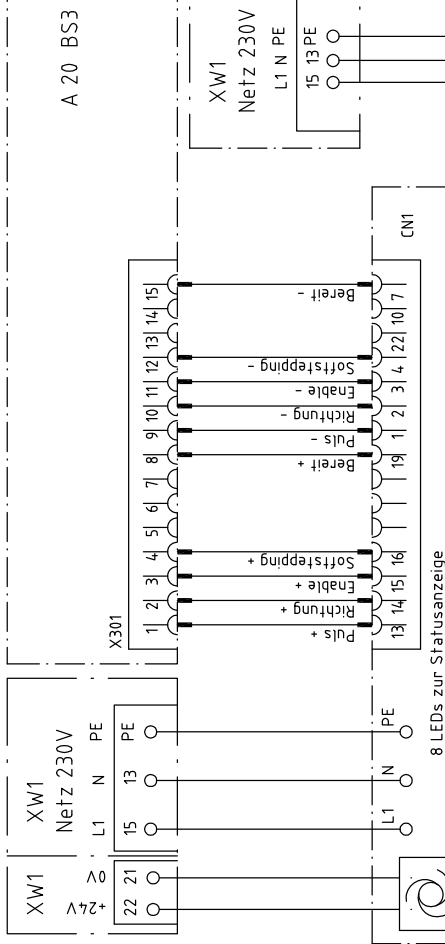 A 20 BS3
XW1
Netz 230V
L1 N PE
15 13 PE
X301
1 2 3 4 5 6 7 8 9 10 11 12 13 14 15
Puls +
Richtung +
Enable +
Softstepping +
Bereit +
Puls -
Richtung -
Enable -
Softstepping -
Bereit -
13 14 15 16 19 1 2 3 4 22 10 7
CN1
XW1
Netz 230V
L1 N PE
15 13 PE
L1 N PE
XW1
+24V 0V
22 21
8 LEDs zur Statusanzeige